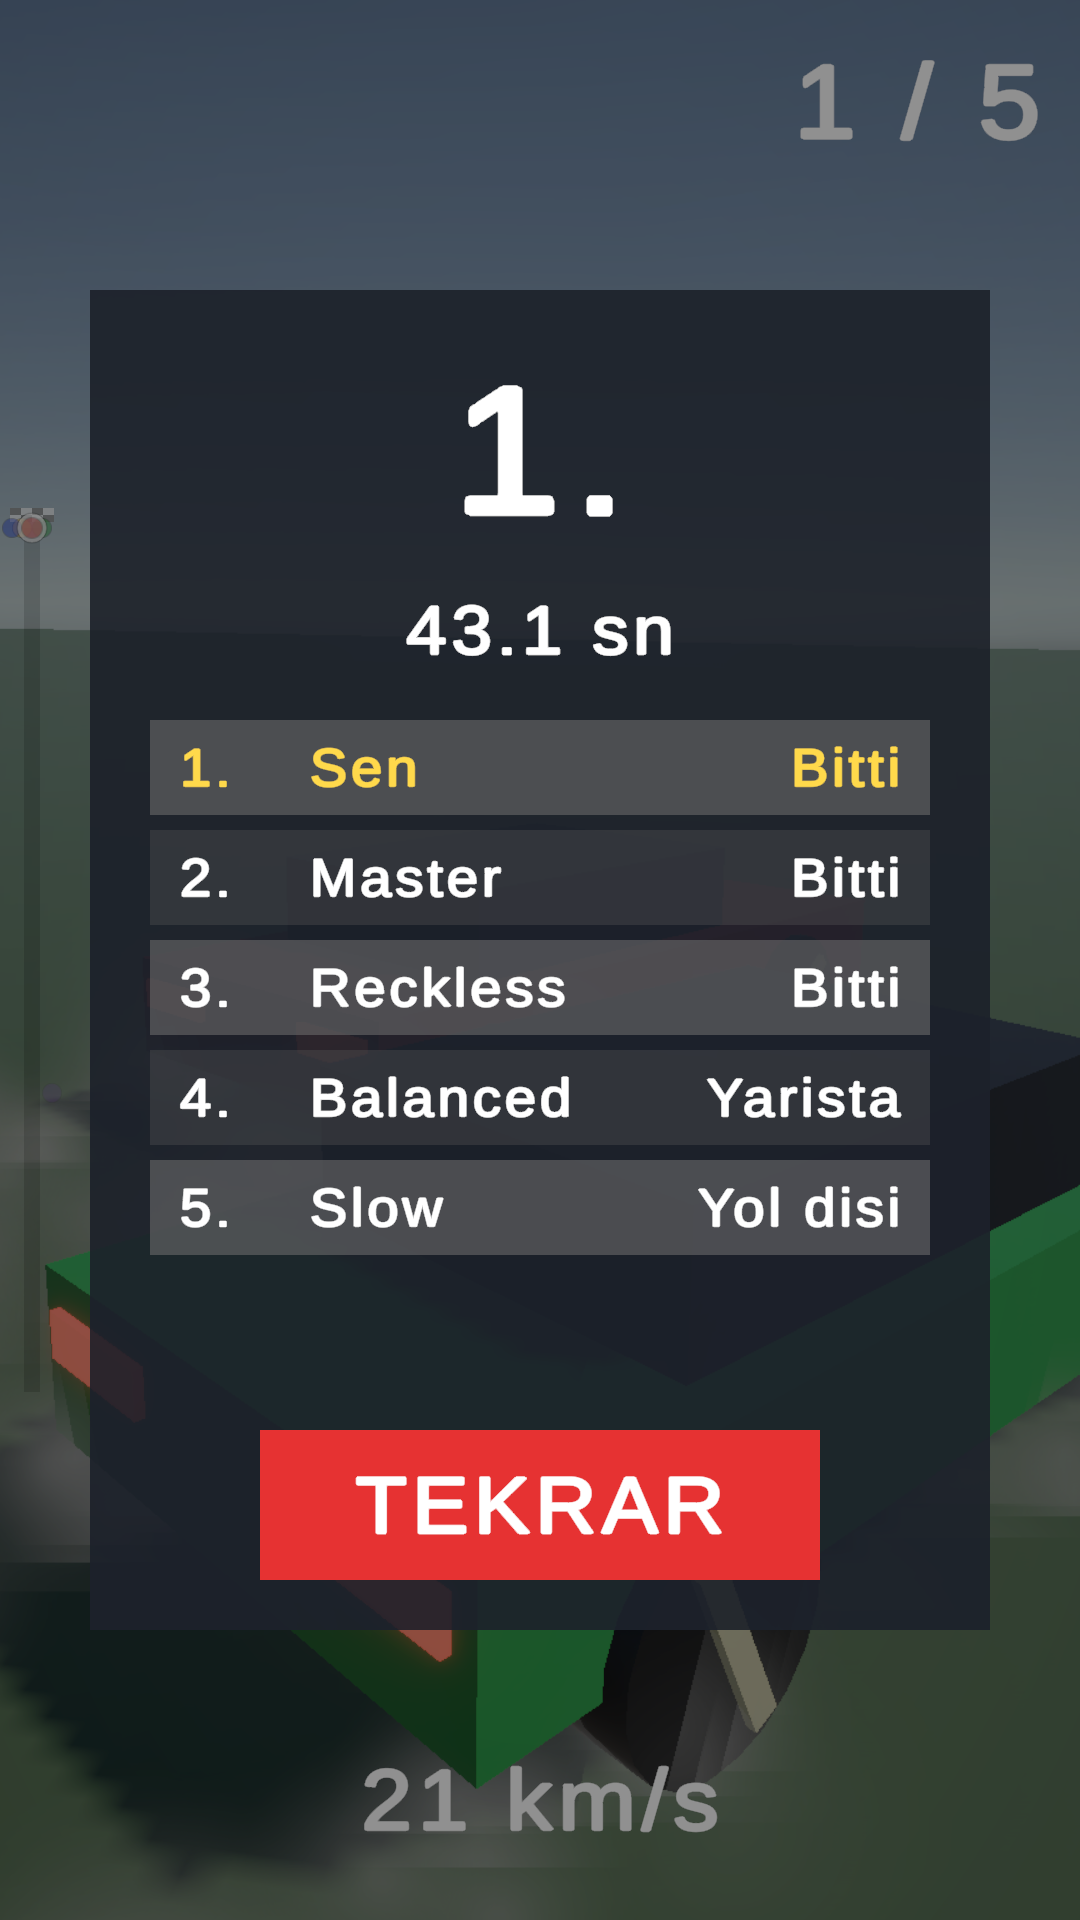 1 / 5
1.
43.1 sn
1. Sen Bitti
2. Master Bitti
3. Reckless Bitti
4. Balanced Yarista
5. Slow Yol disi
TEKRAR
21 km/s